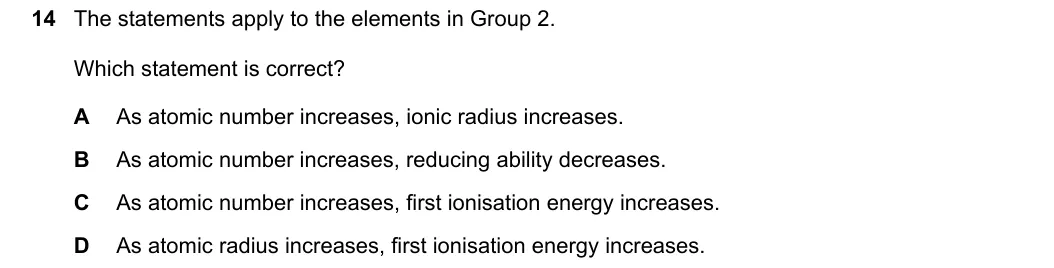 14 The statements apply to the elements in Group 2.
Which statement is correct?
A As atomic number increases, ionic radius increases.
B As atomic number increases, reducing ability decreases.
C As atomic number increases, first ionisation energy increases.
D As atomic radius increases, first ionisation energy increases.